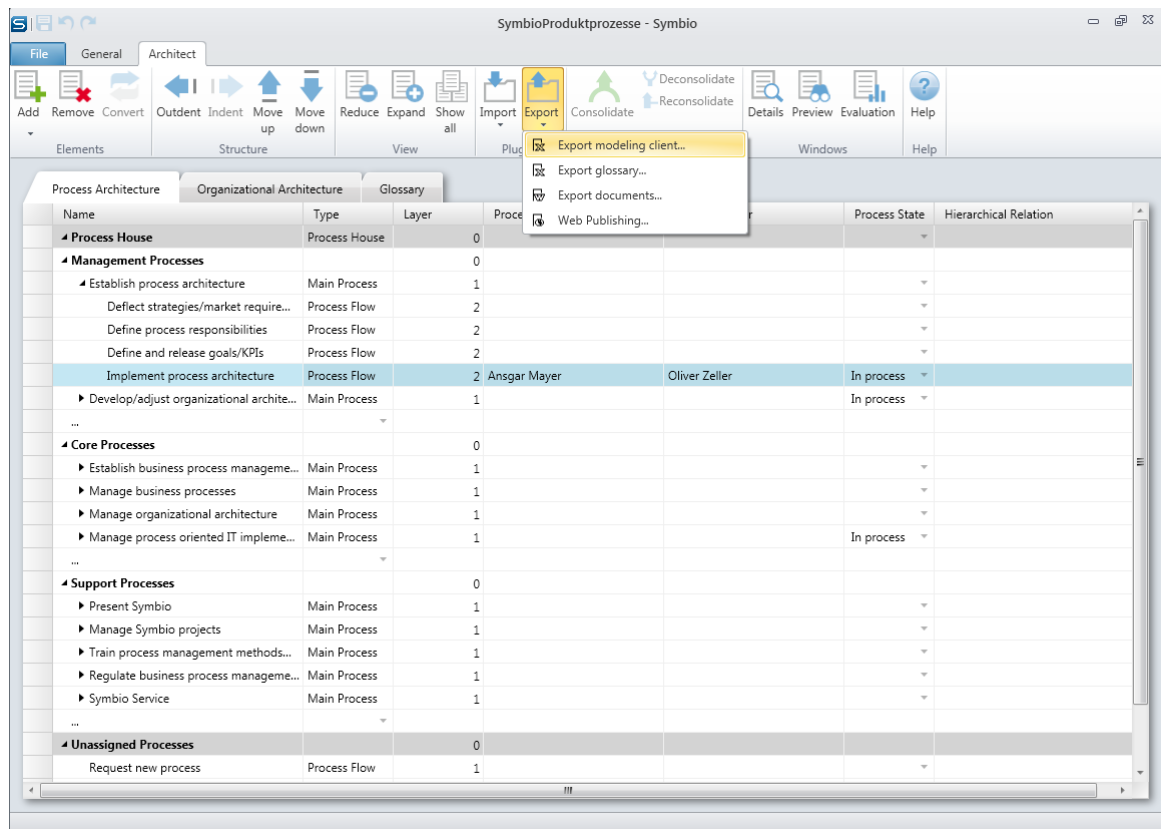 SymbioProduktprozesse - Symbio
File General Architect
Add Remove Convert Outdent Indent Move up Move down Reduce Expand Show all Import Export Consolidate Deconsolidate Reconsolidate Details Preview Evaluation Help
Elements Structure View Windows Help
Export modeling client...
Export glossary...
Export documents...
Web Publishing...
Process Architecture Organizational Architecture Glossary
Name Type Layer Process State Hierarchical Relation
Process House Process House 0
Management Processes 0
Establish process architecture Main Process 1
Deflect strategies/market require... Process Flow 2
Define process responsibilities Process Flow 2
Define and release goals/KPIs Process Flow 2
Implement process architecture Process Flow 2 Ansgar Mayer Oliver Zeller In process
Develop/adjust organizational archite... Main Process 1 In process
...
Core Processes 0
Establish business process manageme... Main Process 1
Manage business processes Main Process 1
Manage organizational architecture Main Process 1
Manage process oriented IT impleme... Main Process 1 In process
...
Support Processes 0
Present Symbio Main Process 1
Manage Symbio projects Main Process 1
Train process management methods... Main Process 1
Regulate business process manageme... Main Process 1
Symbio Service Main Process 1
...
Unassigned Processes 0
Request new process Process Flow 1